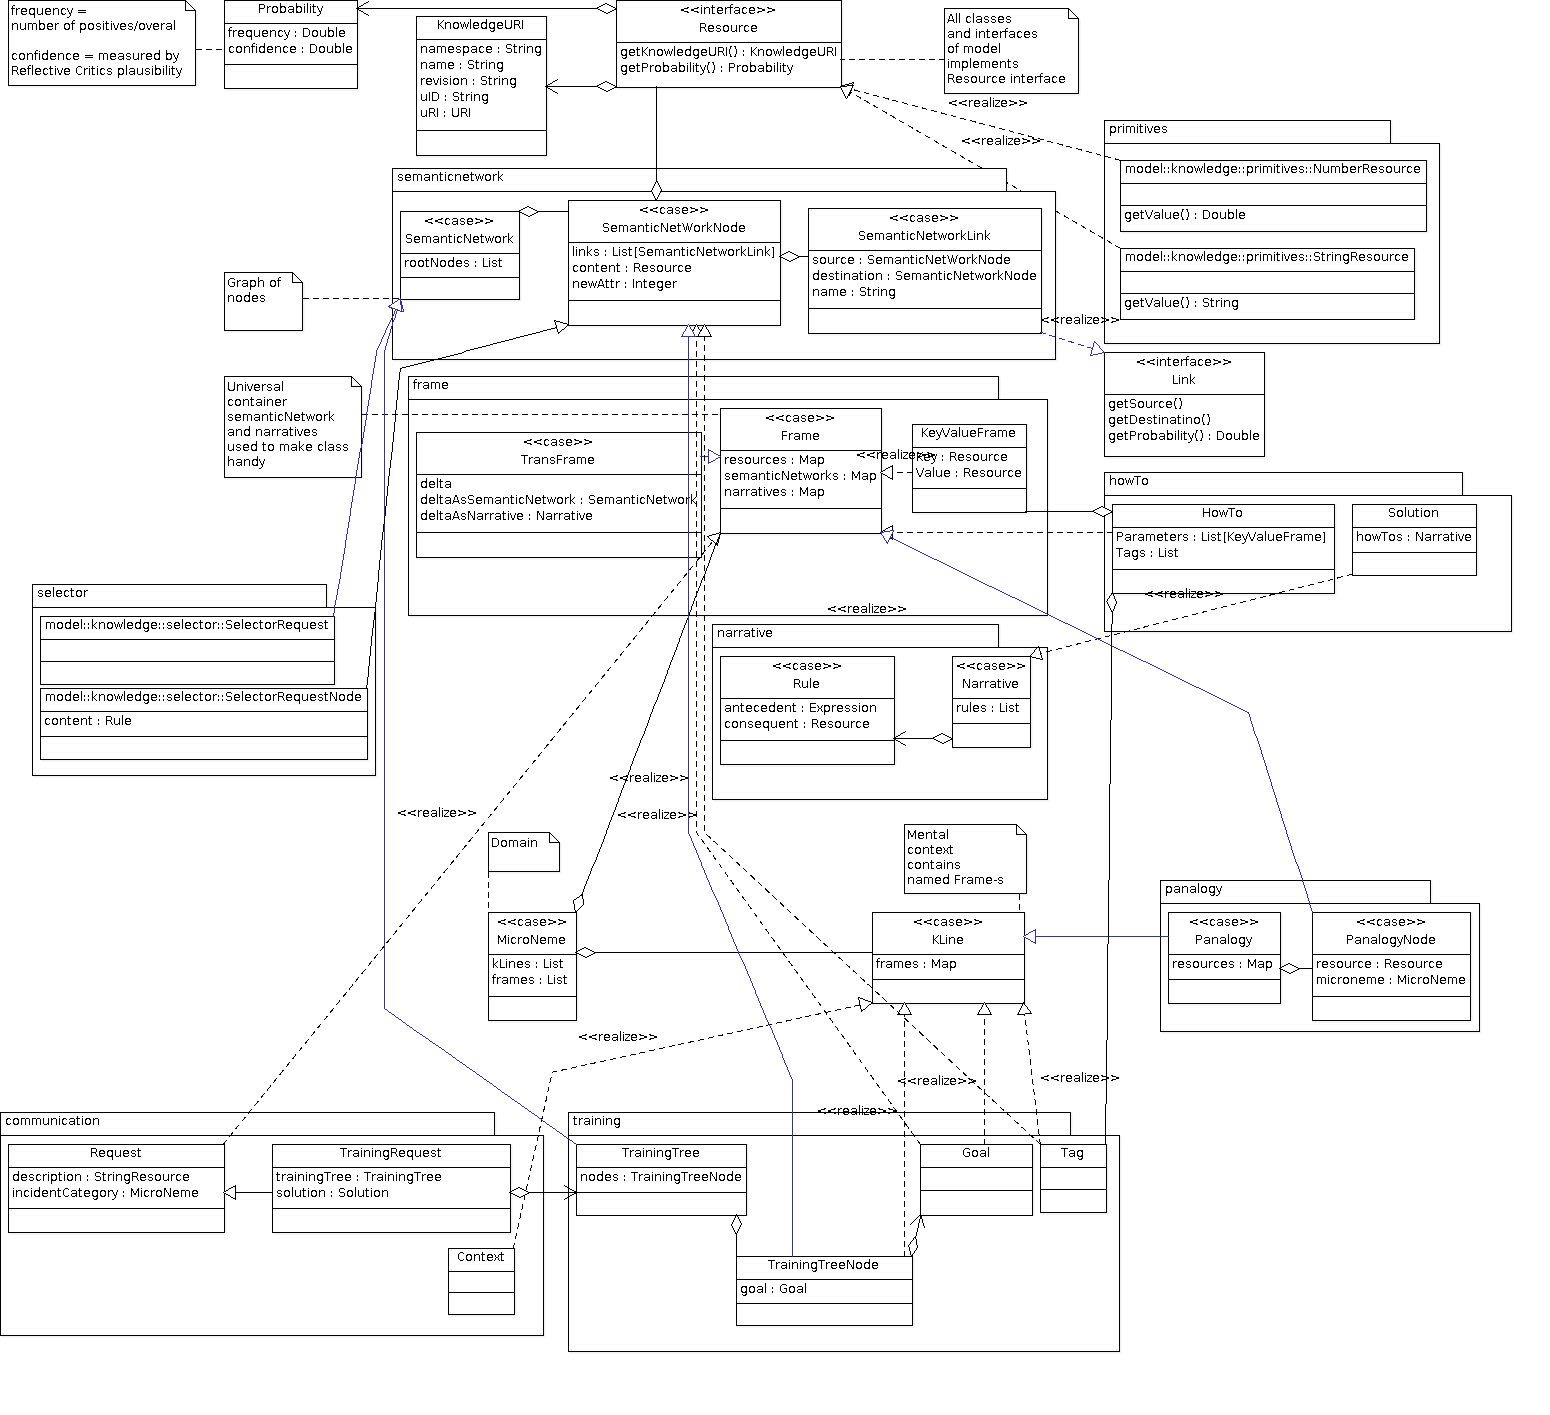 frequency =
number of positives/overal
confidence = measured by
Reflective Critics plausibility
Probability
frequency : Double
confidence : Double
KnowledgeURI
namespace : String
name : String
revision : String
uID : String
uRI : URI
<<interface>>
Resource
getKnowledgeURI() : KnowledgeURI
getProbability() : Probability
All classes
and interfaces
of model
implements
Resource interface
<<realize>>
<<realize>>
primitives
model::knowledge::primitives::NumberResource
getValue() : Double
model::knowledge::primitives::StringResource
getValue() : String
semanticnetwork
<<case>>
SemanticNetwork
rootNodes : List
<<case>>
SemanticNetWorkNode
links : List[SemanticNetworkLink]
content : Resource
newAttr : Integer
<<case>>
SemanticNetworkLink
source : SemanticNetWorkNode
destination : SemanticNetworkNode
name : String
<<realize>>
Graph of
nodes
<<interface>>
Link
getSource()
getDestinatino()
getProbability() : Double
Universal
container
semanticNetwork
and narratives
used to make class
handy
frame
<<case>>
TransFrame
delta
deltaAsSemanticNetwork : SemanticNetwork
deltaAsNarrative : Narrative
<<case>>
Frame
resources : Map
semanticNetworks : Map
narratives : Map
KeyValueFrame
Key : Resource
Value : Resource
<<realize>>
<<realize>>
howTo
HowTo
Parameters : List[KeyValueFrame]
Tags : List
Solution
howTos : Narrative
<<realize>>
selector
model::knowledge::selector::SelectorRequest
model::knowledge::selector::SelectorRequestNode
content : Rule
narrative
<<case>>
Rule
antecedent : Expression
consequent : Resource
<<case>>
Narrative
rules : List
<<realize>>
<<realize>>
<<realize>>
Domain
Mental
context
contains
named Frame-s
<<case>>
MicroNeme
kLines : List
frames : List
<<case>>
KLine
frames : Map
panalogy
<<case>>
Panalogy
resources : Map
<<case>>
PanalogyNode
resource : Resource
microneme : MicroNeme
<<realize>>
<<realize>>
<<realize>>
<<realize>>
communication
Request
description : StringResource
incidentCategory : MicroNeme
TrainingRequest
trainingTree : TrainingTree
solution : Solution
Context
training
TrainingTree
nodes : TrainingTreeNode
Goal
Tag
TrainingTreeNode
goal : Goal